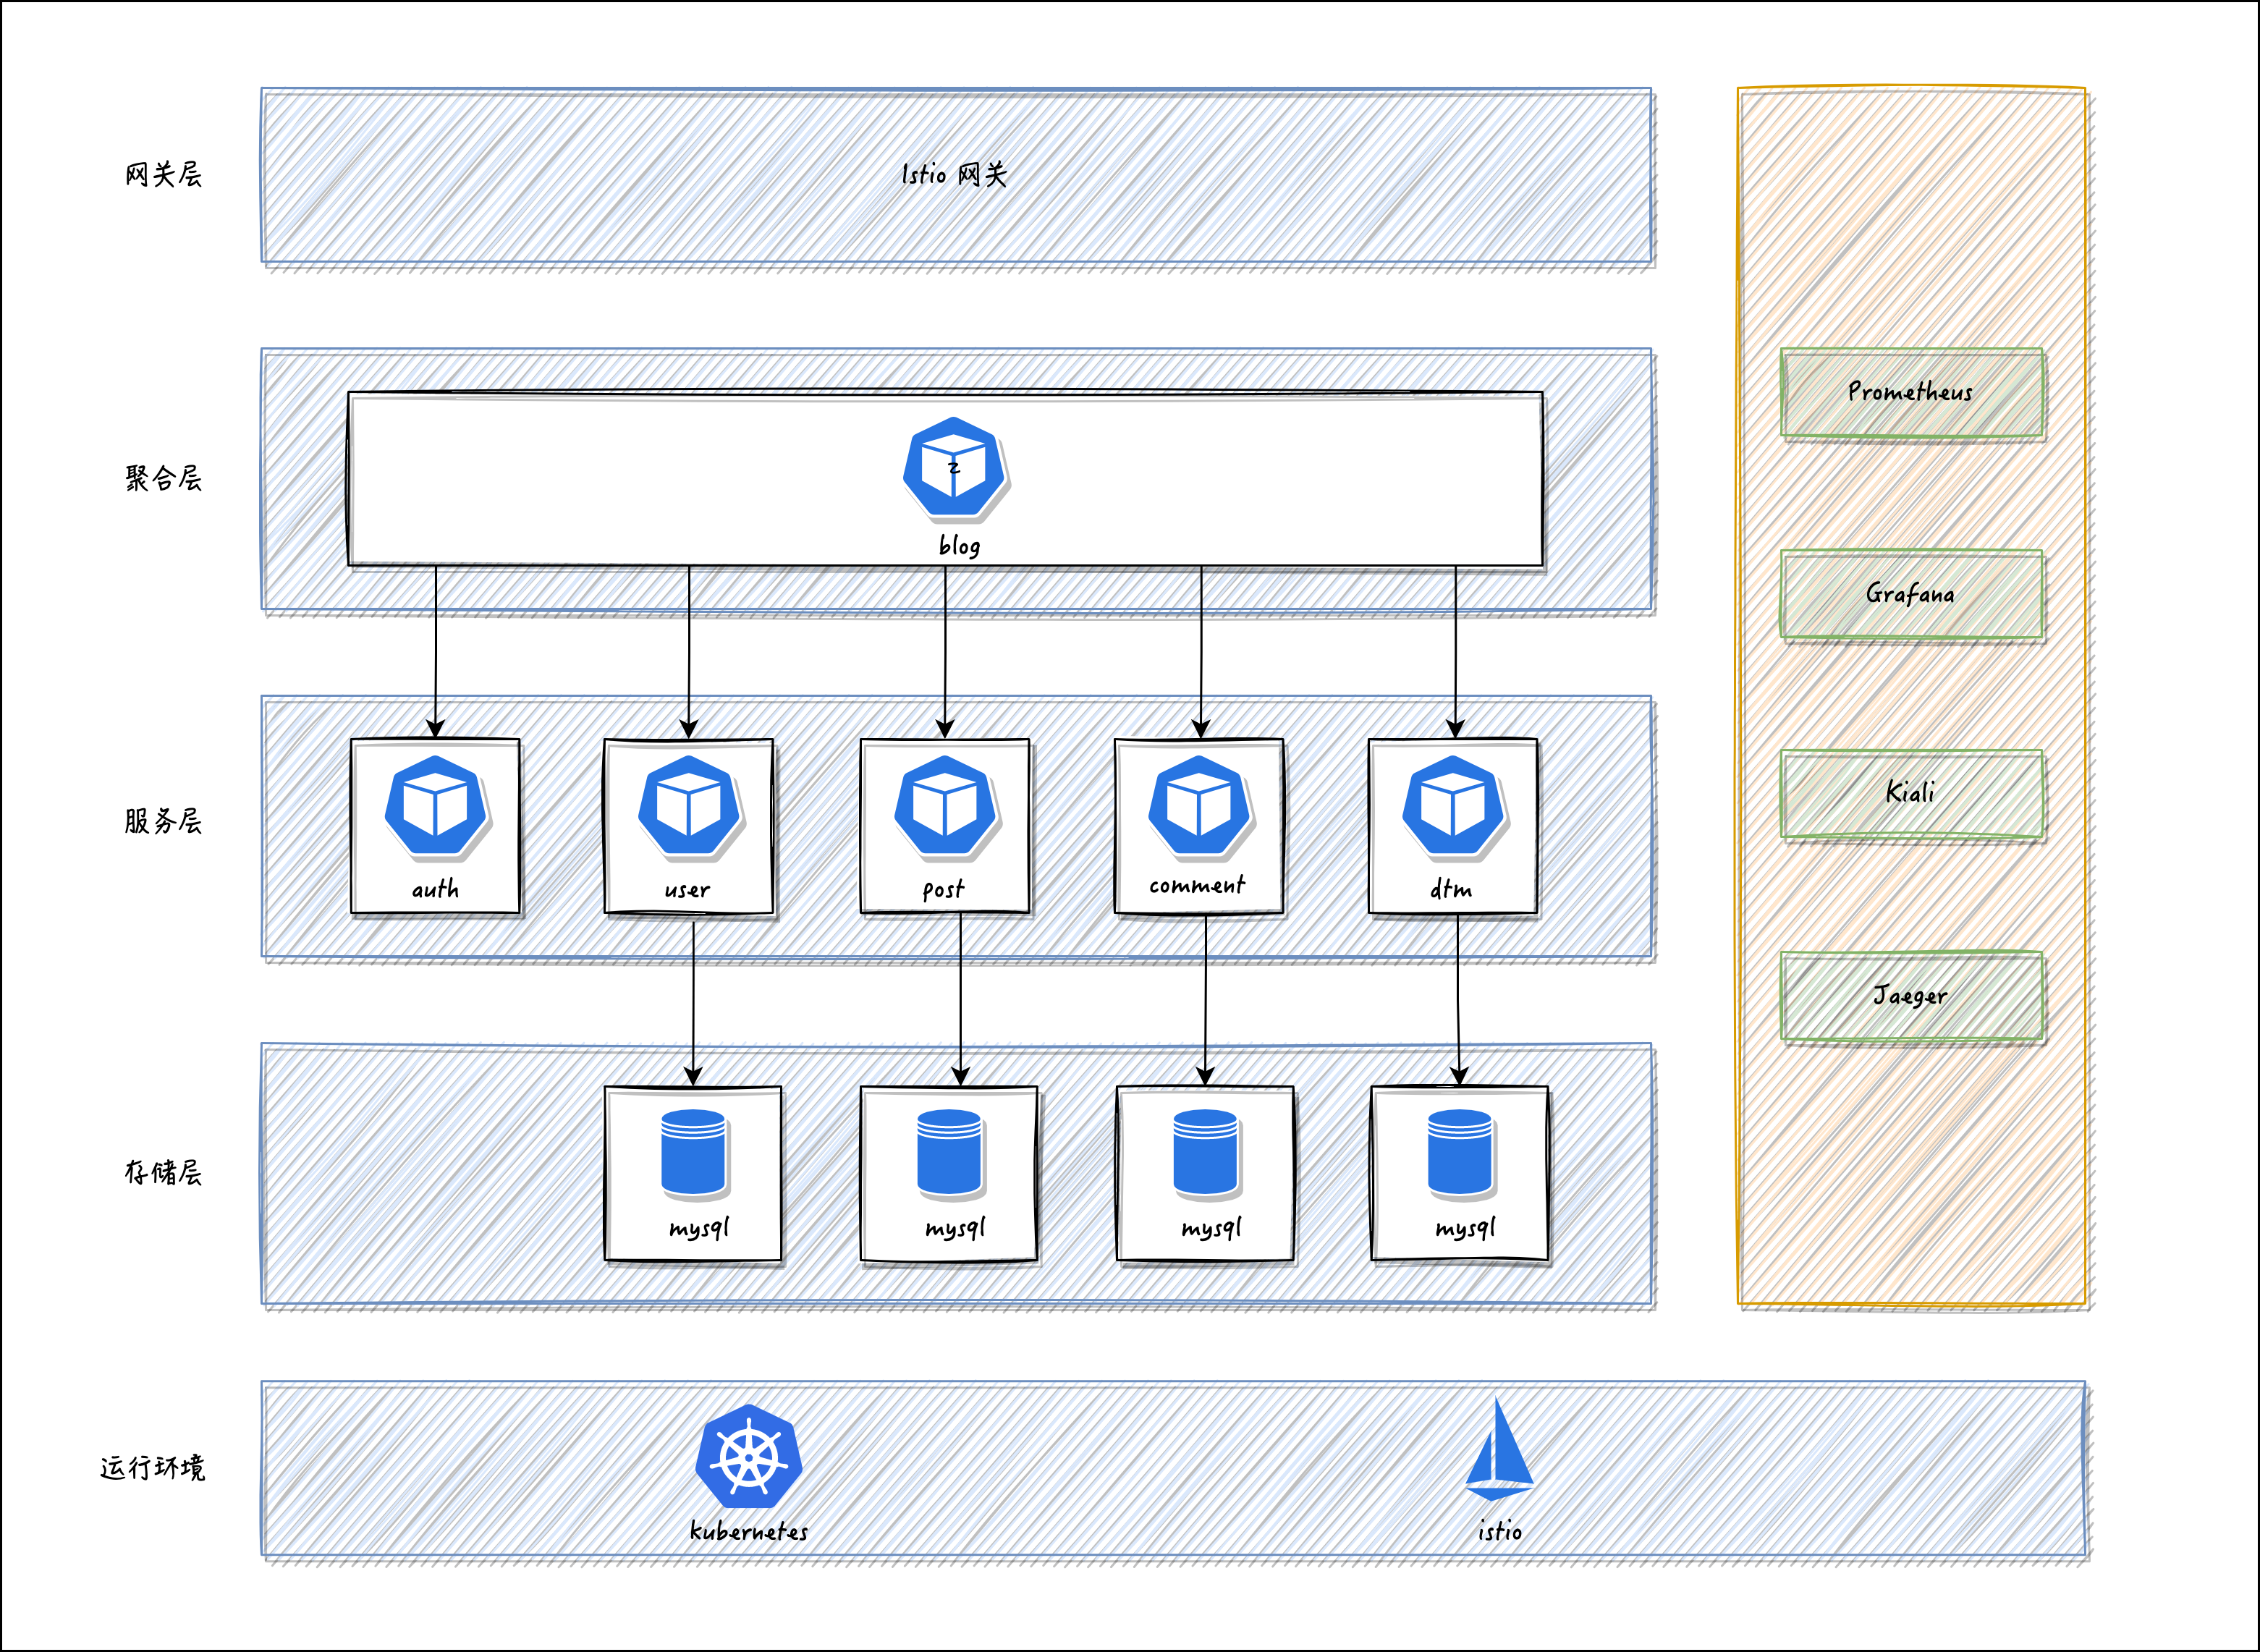 网关层
Istio 网关
聚合层
z
blog
服务层
auth
user
post
comment
dtm
存储层
mysql
mysql
mysql
mysql
Prometheus
Grafana
Kiali
Jaeger
运行环境
kubernetes
istio